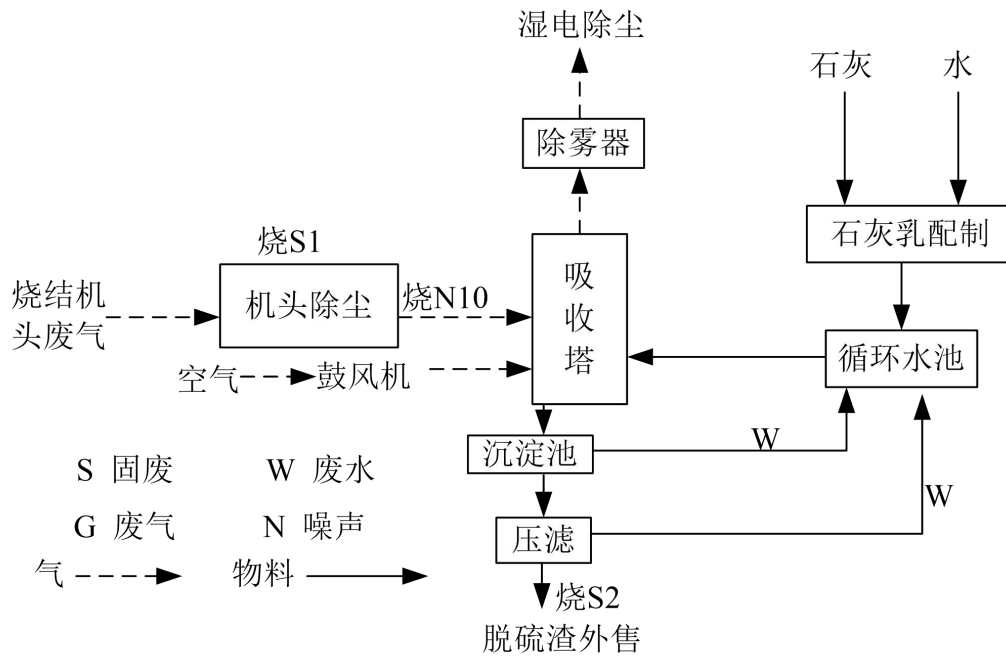 湿电除尘
石灰
水
除雾器
石灰乳配制
烧S1
吸收塔
烧结机
头废气
机头除尘
烧N10
循环水池
空气
鼓风机
沉淀池
W
S 固废
W 废水
W
G 废气
N 噪声
压滤
气
物料
烧S2
脱硫渣外售